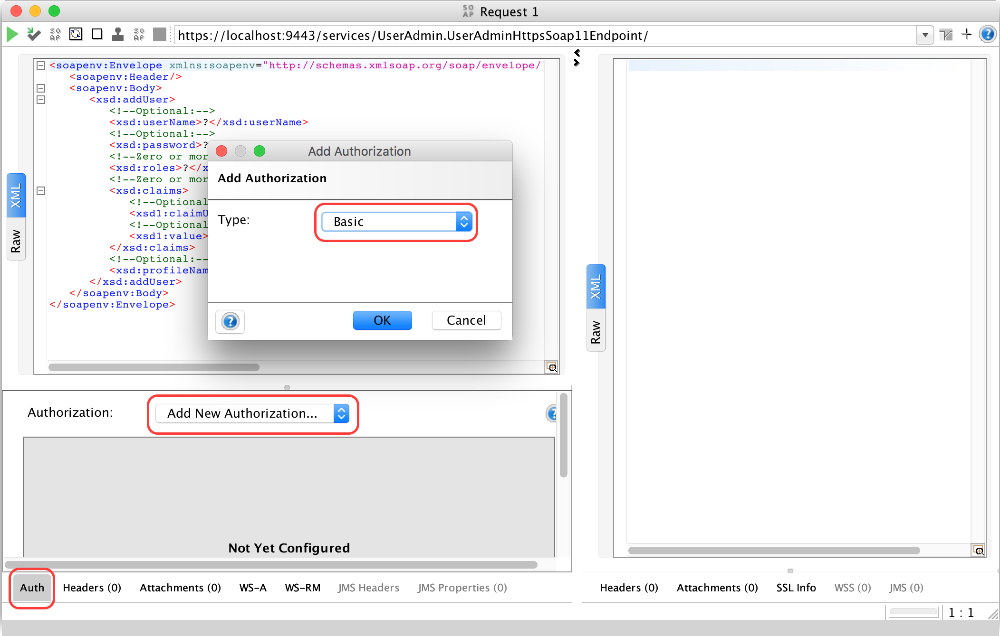 SO
AP Request 1
https://localhost:9443/services/UserAdmin.UserAdminHttpsSoap11Endpoint/
<soapenv:Envelope xmlns:soapenv="http://schemas.xmlsoap.org/soap/envelope/
<soapenv:Header/>
<soapenv:Body>
<xsd:addUser>
<!--Optional:-->
<xsd:userName>?</xsd:userName>
<!--Optional:-->
<xsd:password>?
<!--Zero or mor
<xsd:roles>?</x
<!--Zero or mor
<xsd:claims>
<!--Optional
<xsd1:claimU
<!--Optional
<xsd1:value>
</xsd:claims>
<!--Optional:--
<xsd:profileNam
</xsd:addUser>
</soapenv:Body>
</soapenv:Envelope>
XML
Raw
Add Authorization
Add Authorization
Type: Basic
OK Cancel
XML
Raw
Authorization: Add New Authorization...
Not Yet Configured
Auth Headers (0) Attachments (0) WS-A WS-RM JMS Headers JMS Properties (0)
Headers (0) Attachments (0) SSL Info WSS (0) JMS (0)
1 : 1